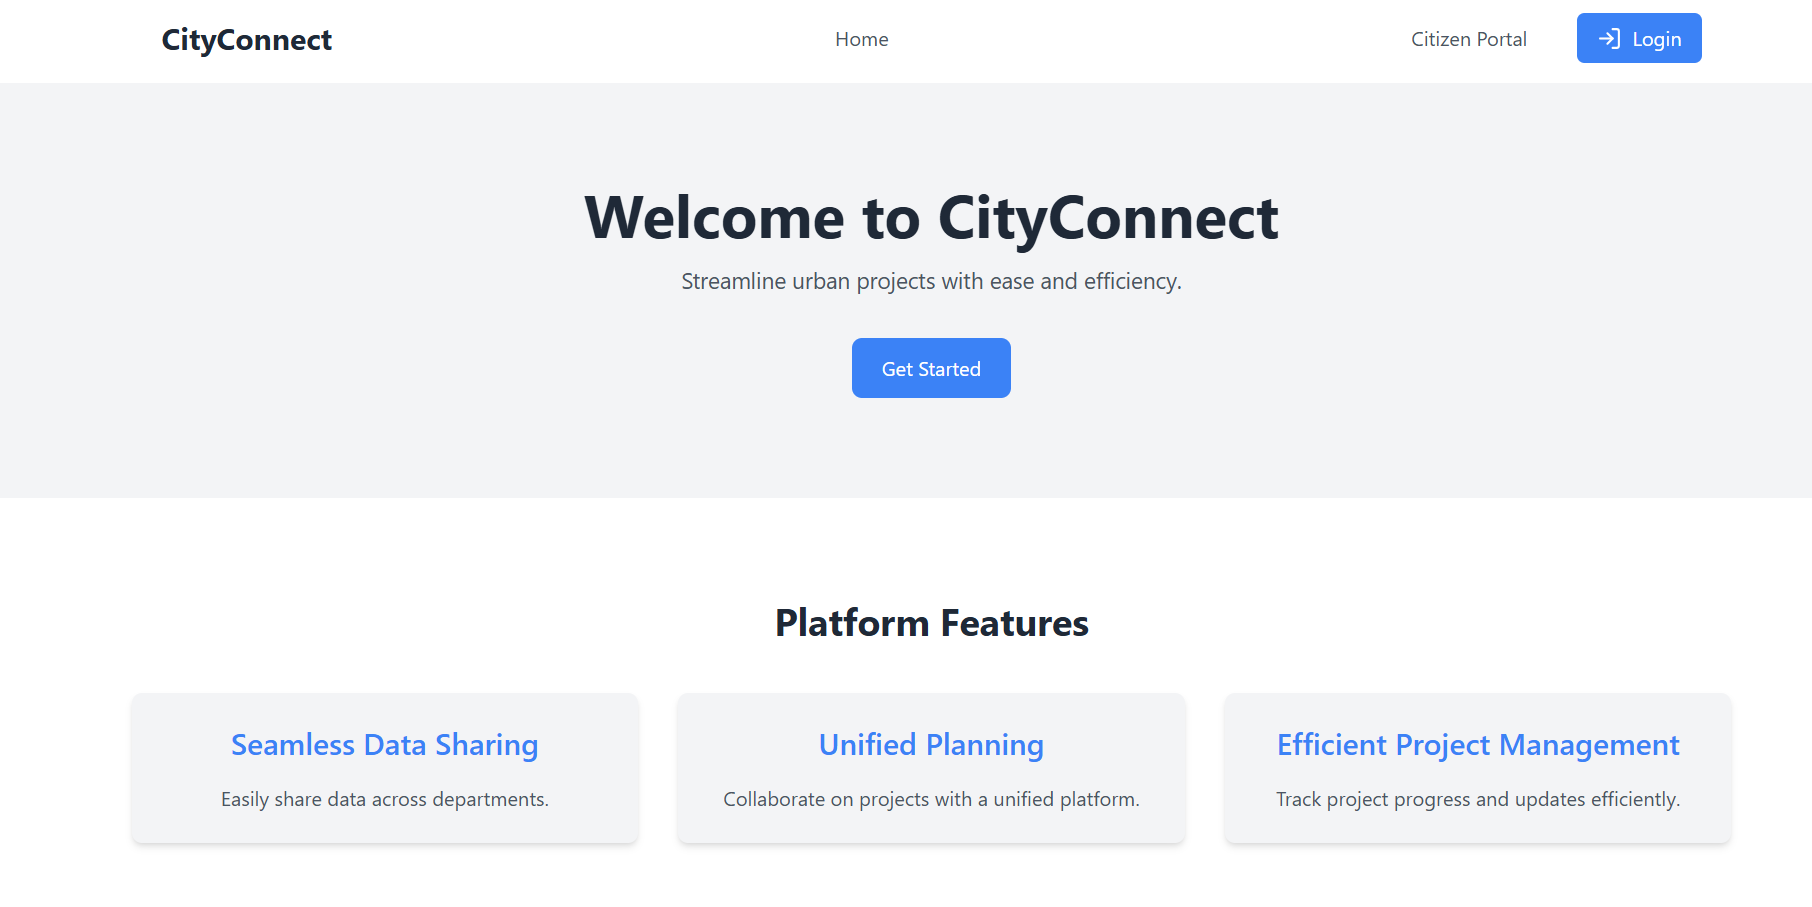 CityConnect
Home
Citizen Portal
Login
Welcome to CityConnect
Streamline urban projects with ease and efficiency.
Get Started
Platform Features
Seamless Data Sharing
Easily share data across departments.
Unified Planning
Collaborate on projects with a unified platform.
Efficient Project Management
Track project progress and updates efficiently.